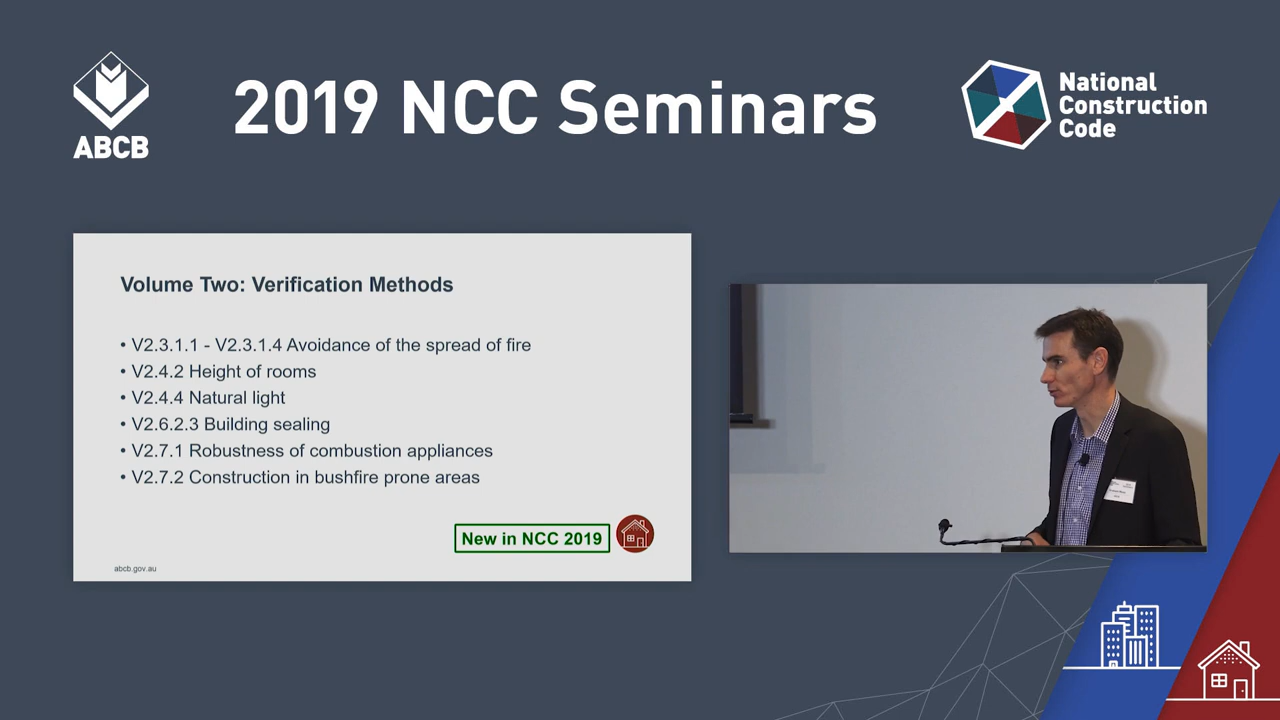 ABCB
2019 NCC Seminars
National
Construction
Code
Volume Two: Verification Methods
• V2.3.1.1 - V2.3.1.4 Avoidance of the spread of fire
• V2.4.2 Height of rooms
• V2.4.4 Natural light
• V2.6.2.3 Building sealing
• V2.7.1 Robustness of combustion appliances
• V2.7.2 Construction in bushfire prone areas
New in NCC 2019
abcb.gov.au